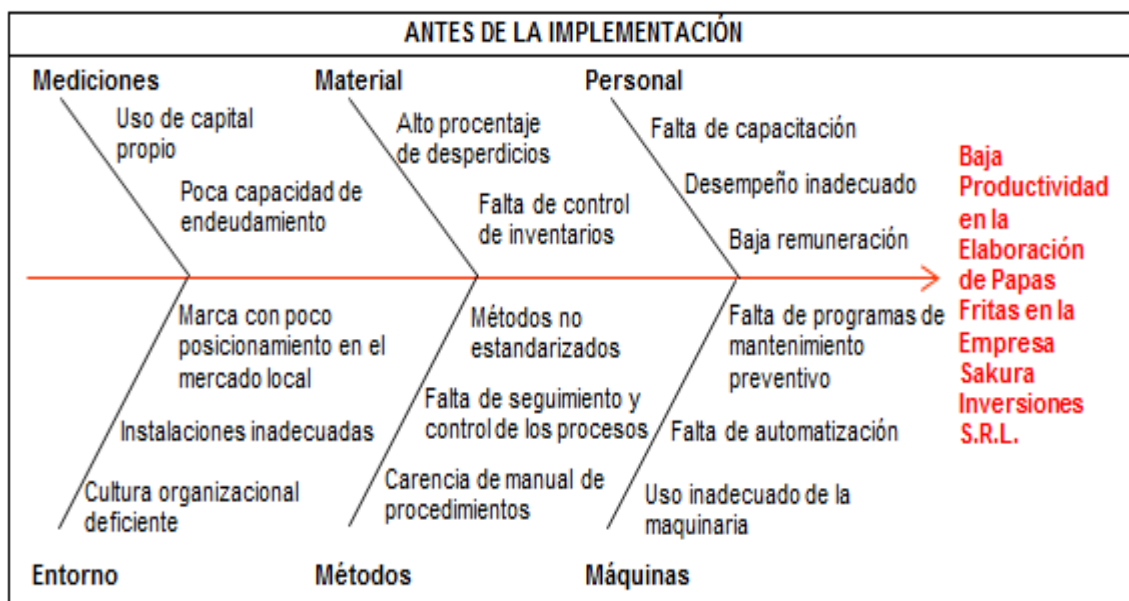 ANTES DE LA IMPLEMENTACIÓN
Mediciones
Uso de capital
propio
Poca capacidad de
endeudamiento
Material
Alto procentaje
de desperdicios
Falta de control
de inventarios
Personal
Falta de capacitación
Desempeño inadecuado
Baja remuneración
Marca con poco
posicionamiento en el
mercado local
Instalaciones inadecuadas
Cultura organizacional
deficiente
Entorno
Métodos no
estandarizados
Falta de seguimiento y
control de los procesos
Carencia de manual de
procedimientos
Métodos
Falta de programas de
mantenimiento
preventivo
Falta de automatización
Uso inadecuado de la
maquinaria
Máquinas
Baja
Productividad
en la
Elaboración
de Papas
Fritas en la
Empresa
Sakura
Inversiones
S.R.L.